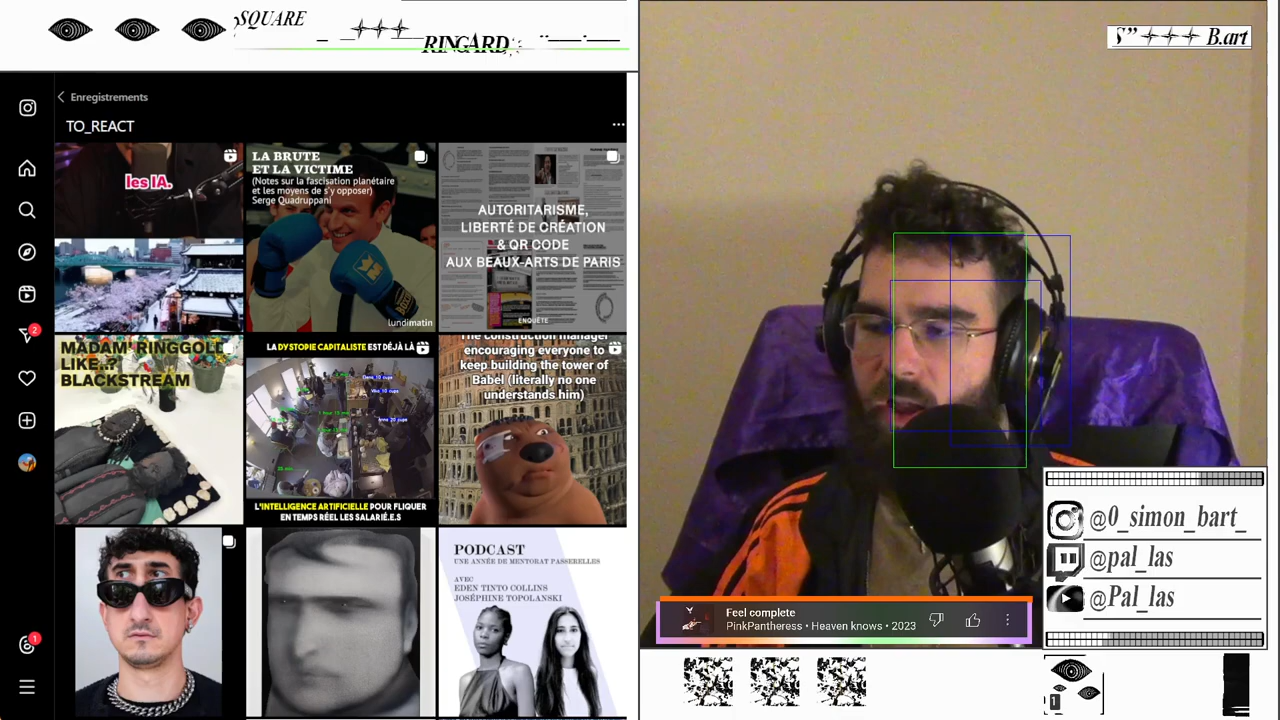 SQUARE
RINGARD
B.art
Enregistrements
TO_REACT
les IA.
LA BRUTE
ET LA VICTIME
(Notes sur la fascisation planétaire
et les moyens de s'y opposer)
Serge Quadruppani
lundimatin
AUTORITARISME,
LIBERTÉ DE CRÉATION
& QR CODE
AUX BEAUX-ARTS DE PARIS
ENQUÊTE
MADAM' RINGGOLD
LIKE...?
BLACKSTREAM
LA DYSTOPIE CAPITALISTE EST DÉJÀ LÀ
L'INTELLIGENCE ARTIFICIELLE POUR FLIQUER
EN TEMPS RÉEL LES SALARIÉ.E.S
The construction manager
encouraging everyone to
keep building the tower of
Babel (literally no one
understands him)
PODCAST
UNE ANNÉE DE MENTORAT PASSERELLES
AVEC
EDEN TINTO COLLINS
JOSÉPHINE TOPOLANSKI
2
1
Feel complete
PinkPantheress • Heaven knows • 2023
@0_simon_bart_
@pal_las
@Pal_las